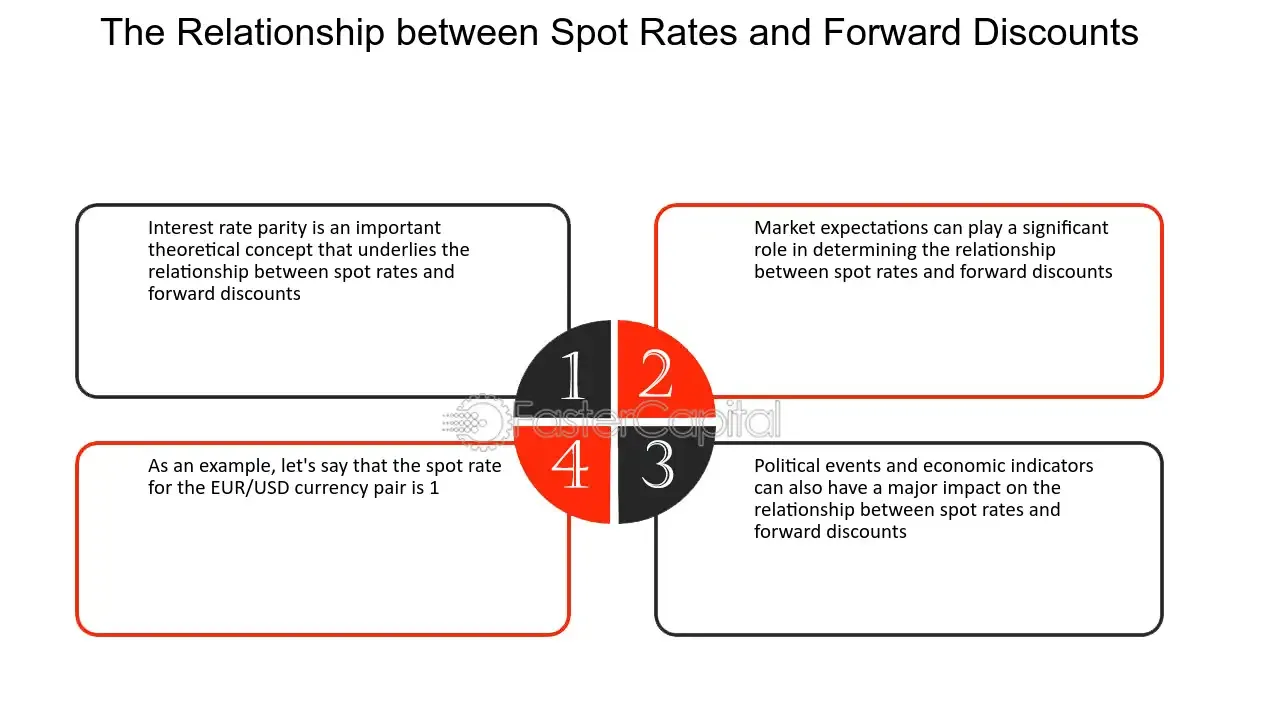 The Relationship between Spot Rates and Forward Discounts
Interest rate parity is an important
theoretical concept that underlies the
relationship between spot rates and
forward discounts
Market expectations can play a significant
role in determining the relationship
between spot rates and forward discounts
1
2
FasterCapital
4
3
As an example, let's say that the spot rate
for the EUR/USD currency pair is 1
Political events and economic indicators
can also have a major impact on the
relationship between spot rates and
forward discounts